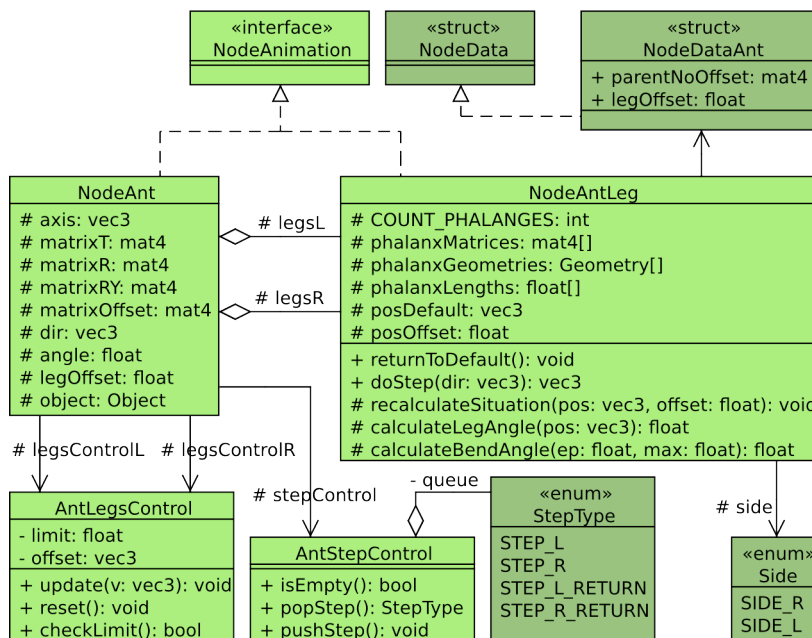 «interface»
NodeAnimation
«struct»
NodeData
«struct»
NodeDataAnt
+ parentNoOffset: mat4
+ legOffset: float
NodeAnt
# axis: vec3
# matrixT: mat4
# matrixR: mat4
# matrixRY: mat4
# matrixOffset: mat4
# dir: vec3
# angle: float
# legOffset: float
# object: Object
# legsL
# legsR
NodeAntLeg
# COUNT_PHALANGES: int
# phalanxMatrices: mat4[]
# phalanxGeometries: Geometry[]
# phalanxLengths: float[]
# posDefault: vec3
# posOffset: float
+ returnToDefault(): void
+ doStep(dir: vec3): vec3
# recalculateSituation(pos: vec3, offset: float): void
# calculateLegAngle(pos: vec3): float
# calculateBendAngle(ep: float, max: float): float
# legsControlL
# legsControlR
# stepControl
- queue
# side
AntLegsControl
- limit: float
- offset: vec3
+ update(v: vec3): void
+ reset(): void
+ checkLimit(): bool
AntStepControl
+ isEmpty(): bool
+ popStep(): StepType
+ pushStep(): void
«enum»
StepType
STEP_L
STEP_R
STEP_L_RETURN
STEP_R_RETURN
«enum»
Side
SIDE_R
SIDE_L